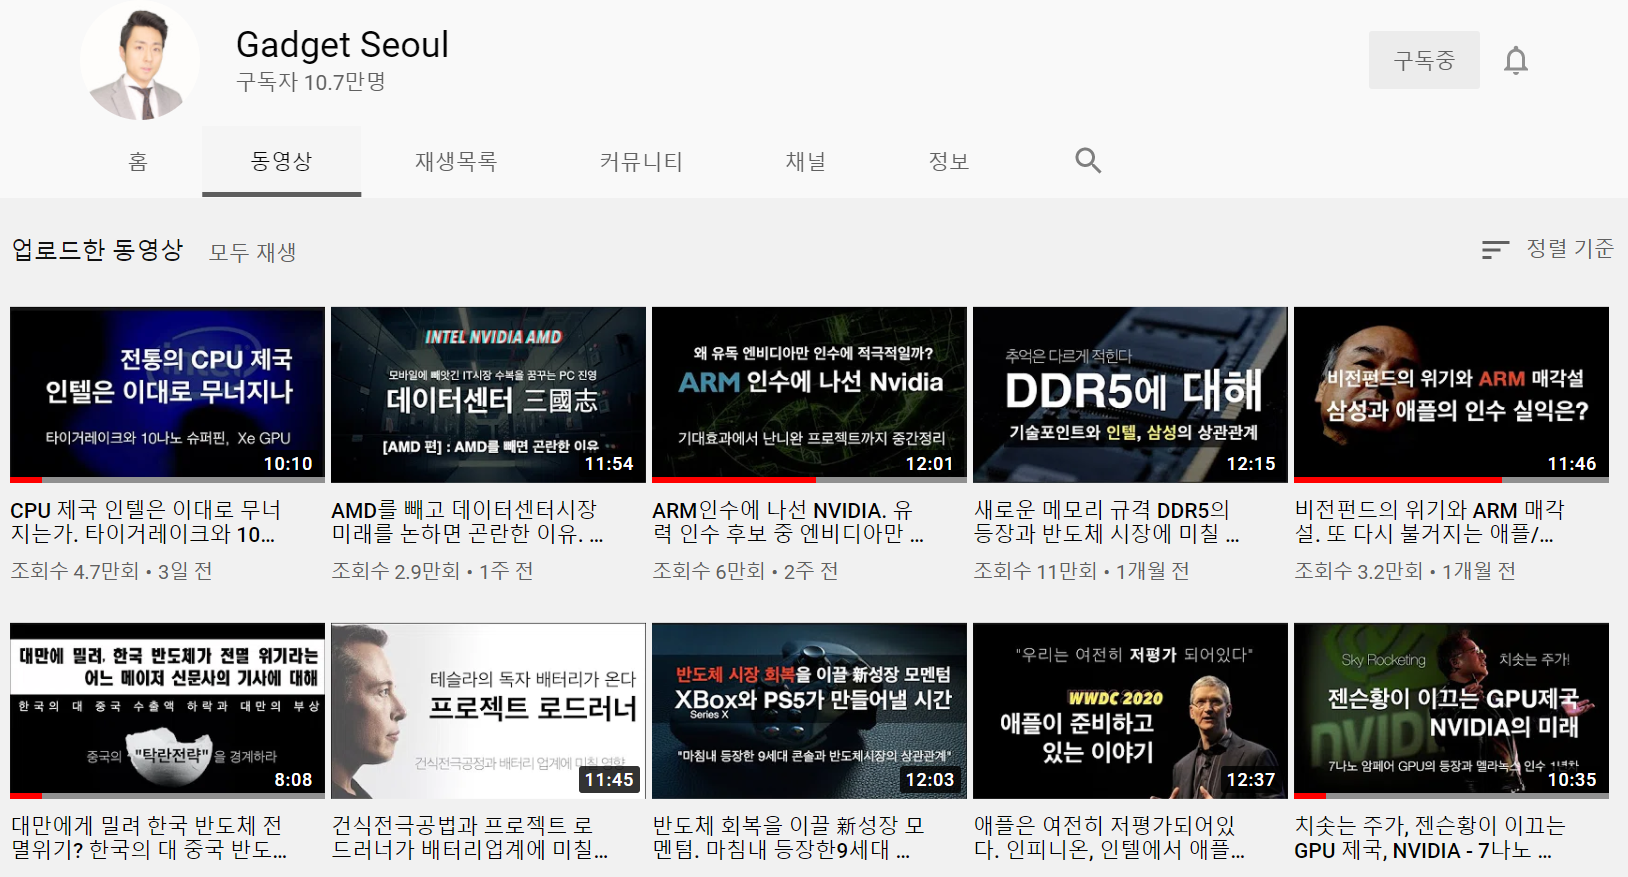 Gadget Seoul
구독자 10.7만명
구독중
홈
동영상
재생목록
커뮤니티
채널
정보
업로드한 동영상
모두 재생
정렬 기준
전통의 CPU 제국
인텔은 이대로 무너지나
타이거레이크와 10나노 슈퍼핀, Xe GPU
10:10
CPU 제국 인텔은 이대로 무너
지는가. 타이거레이크와 10...
조회수 4.7만회 • 3일 전
INTEL NVIDIA AMD
모바일에 빼앗긴 IT시장 수복을 꿈꾸는 PC 진영
데이터센터 三國志
[AMD 편] : AMD를 빼면 곤란한 이유
11:54
AMD를 빼고 데이터센터시장
미래를 논하면 곤란한 이유. ...
조회수 2.9만회 • 1주 전
왜 유독 엔비디아만 인수에 적극적일까?
ARM 인수에 나선 Nvidia
기대효과에서 난니완 프로젝트까지 중간정리
12:01
ARM인수에 나선 NVIDIA. 유
력 인수 후보 중 엔비디아만 ...
조회수 6만회 • 2주 전
추억은 다르게 적힌다
DDR5에 대해
기술포인트와 인텔, 삼성의 상관관계
12:15
새로운 메모리 규격 DDR5의
등장과 반도체 시장에 미칠 ...
조회수 11만회 • 1개월 전
비전펀드의 위기와 ARM 매각설
삼성과 애플의 인수 실익은?
11:46
비전펀드의 위기와 ARM 매각
설. 또 다시 불거지는 애플/...
조회수 3.2만회 • 1개월 전
대만에 밀려, 한국 반도체가 전멸 위기라는
어느 메이저 신문사의 기사에 대해
한국의 대 중국 수출액 하락과 대만의 부상
중국의 "탁란전략"을 경계하라
8:08
대만에게 밀려 한국 반도체 전
멸위기? 한국의 대 중국 반도...
테슬라의 독자 배터리가 온다
프로젝트 로드러너
건식전극공정과 배터리 업계에 미칠 영향
11:45
건식전극공법과 프로젝트 로
드러너가 배터리업계에 미칠...
반도체 시장 회복을 이끌 新성장 모멘텀
XBox와 PS5가 만들어낼 시간
Series X
"마침내 등장한 9세대 콘솔과 반도체시장의 상관관계"
12:03
반도체 회복을 이끌 新성장 모
멘텀. 마침내 등장한9세대 ...
"우리는 여전히 저평가 되어있다"
WWDC 2020
애플이 준비하고
있는 이야기
12:37
애플은 여전히 저평가되어있
다. 인피니온, 인텔에서 애플...
Sky Rocketing
치솟는 주가!
젠슨황이 이끄는 GPU제국
NVIDIA의 미래
7나노 암페어 GPU의 등장과 멜라녹스 인수
10:35
치솟는 주가, 젠슨황이 이끄는
GPU 제국, NVIDIA - 7나노 ...